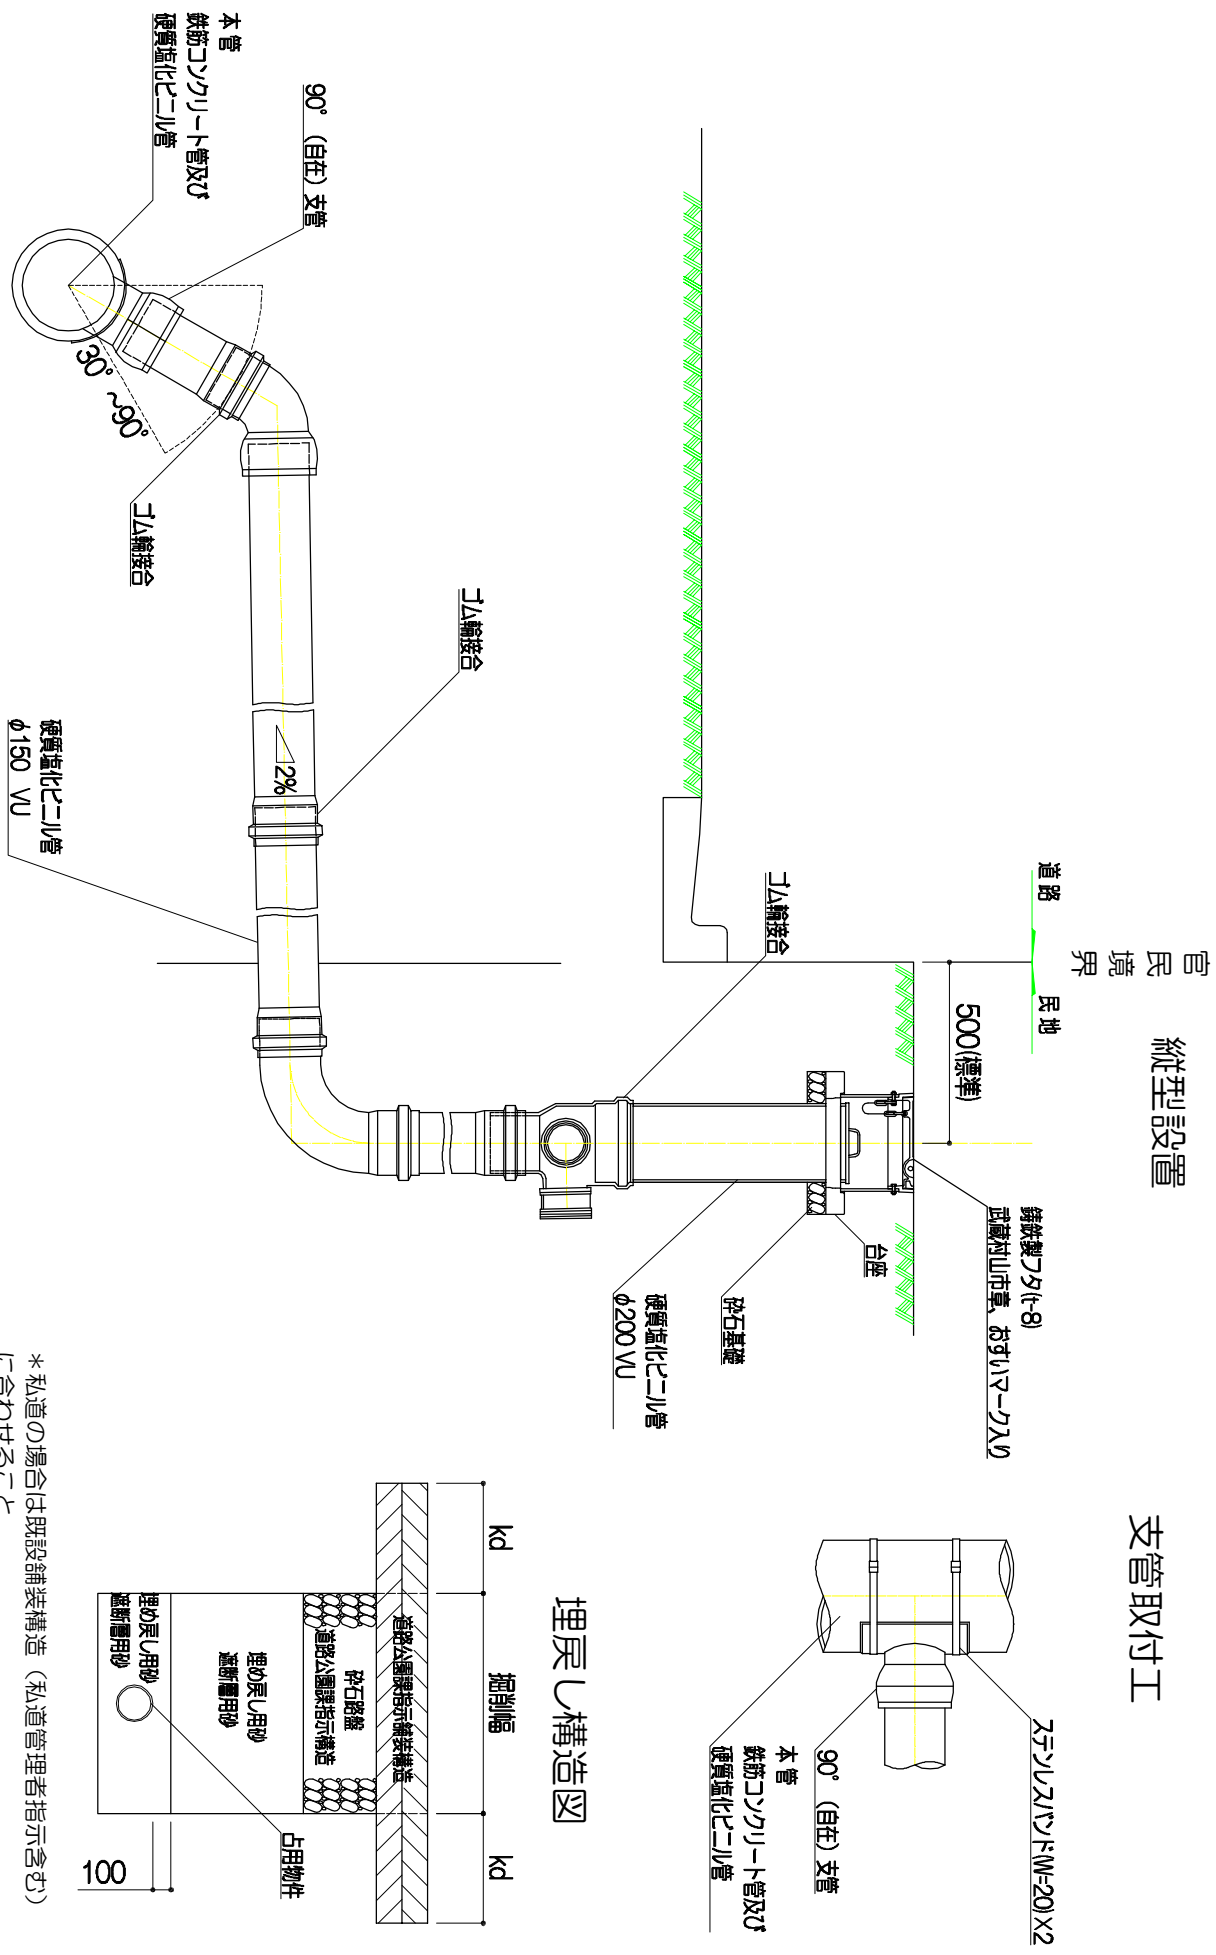 縦型設置
官民境界
道路
民地
500(標準)
鋳鉄製フタ(t-8)
武蔵村山市章、おすいマーク入り
台座
砕石基礎
硬質塩化ビニル管
φ200 VU
ゴム輪接合
ゴム輪接合
2%
硬質塩化ビニル管
φ150 VU
ゴム輪接合
30° ~90°
90° (自在) 支管
本管
鉄筋コンクリート管及び
硬質塩化ビニル管
支管取付工
ステンレスバンド(W=20)×2
90° (自在) 支管
本管
鉄筋コンクリート管及び
硬質塩化ビニル管
埋戻し構造図
kd
掘削幅
kd
道路公園課指示舗装構造
砕石路盤
道路公園課指示構造
埋め戻し用砂
遮断層用砂
埋め戻し用砂
遮断層用砂
占用物件
100
*私道の場合は既設舗装構造（私道管理者指示含む）
に合わせること